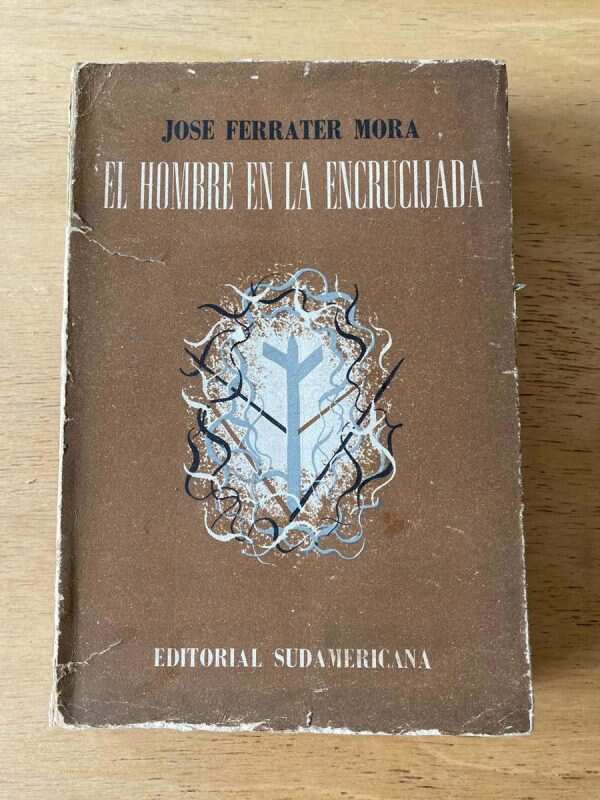 JOSE FERRATER MORA
EL HOMBRE EN LA ENCRUCIJADA
EDITORIAL SUDAMERICANA